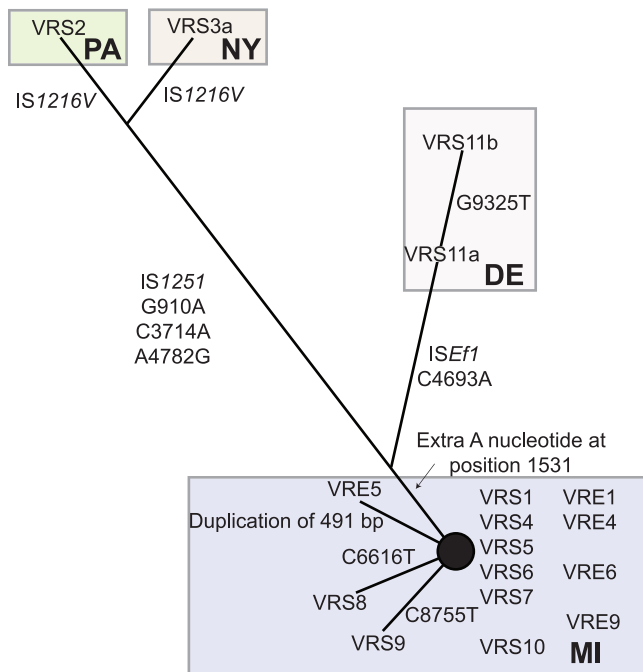 VRS2
PA
VRS3a
NY
IS1216V
IS1216V
VRS11b
G9325T
VRS11a
DE
IS1251
G910A
C3714A
A4782G
ISEf1
C4693A
Extra A nucleotide at
position 1531
VRE5
Duplication of 491 bp
C6616T
VRS8
C8755T
VRS9
VRS1 VRE1
VRS4 VRE4
VRS5
VRS6 VRE6
VRS7
VRE9
VRS10
MI